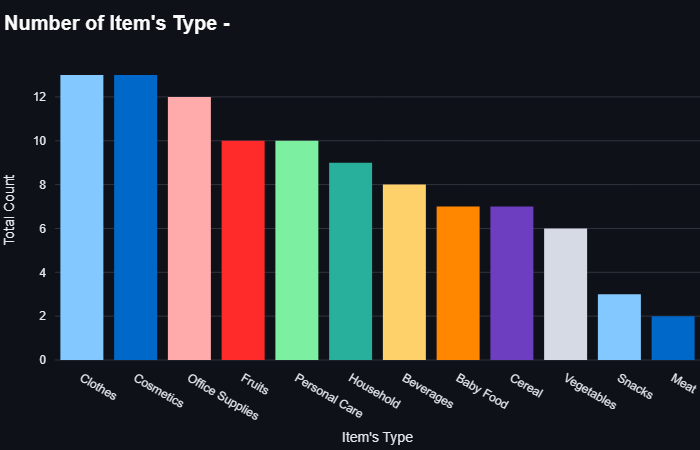 Number of Item's Type -
Total Count
12
10
8
6
4
2
0
Clothes
Cosmetics
Office Supplies
Fruits
Personal Care
Household
Beverages
Baby Food
Cereal
Vegetables
Snacks
Meat
Item's Type